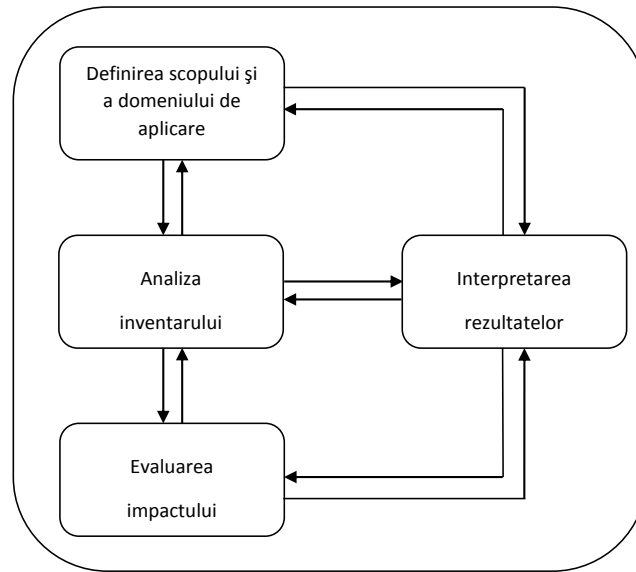 Definirea scopului şi
a domeniului de
aplicare
Analiza
inventarului
Interpretarea
rezultatelor
Evaluarea
impactului